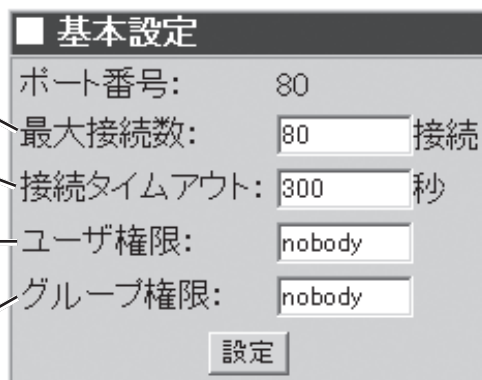 ■ 基本設定
ポート番号: 80
最大接続数: 80 接続
接続タイムアウト: 300 秒
ユーザ権限: nobody
グループ権限: nobody
設定